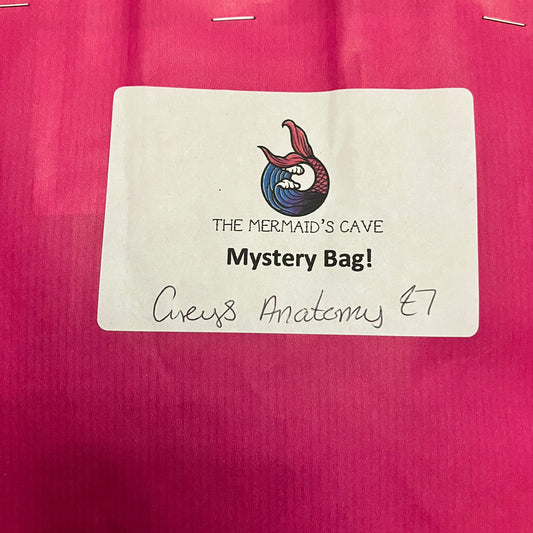 THE MERMAID'S CAVE
Mystery Bag!
Greys Anatomy £7